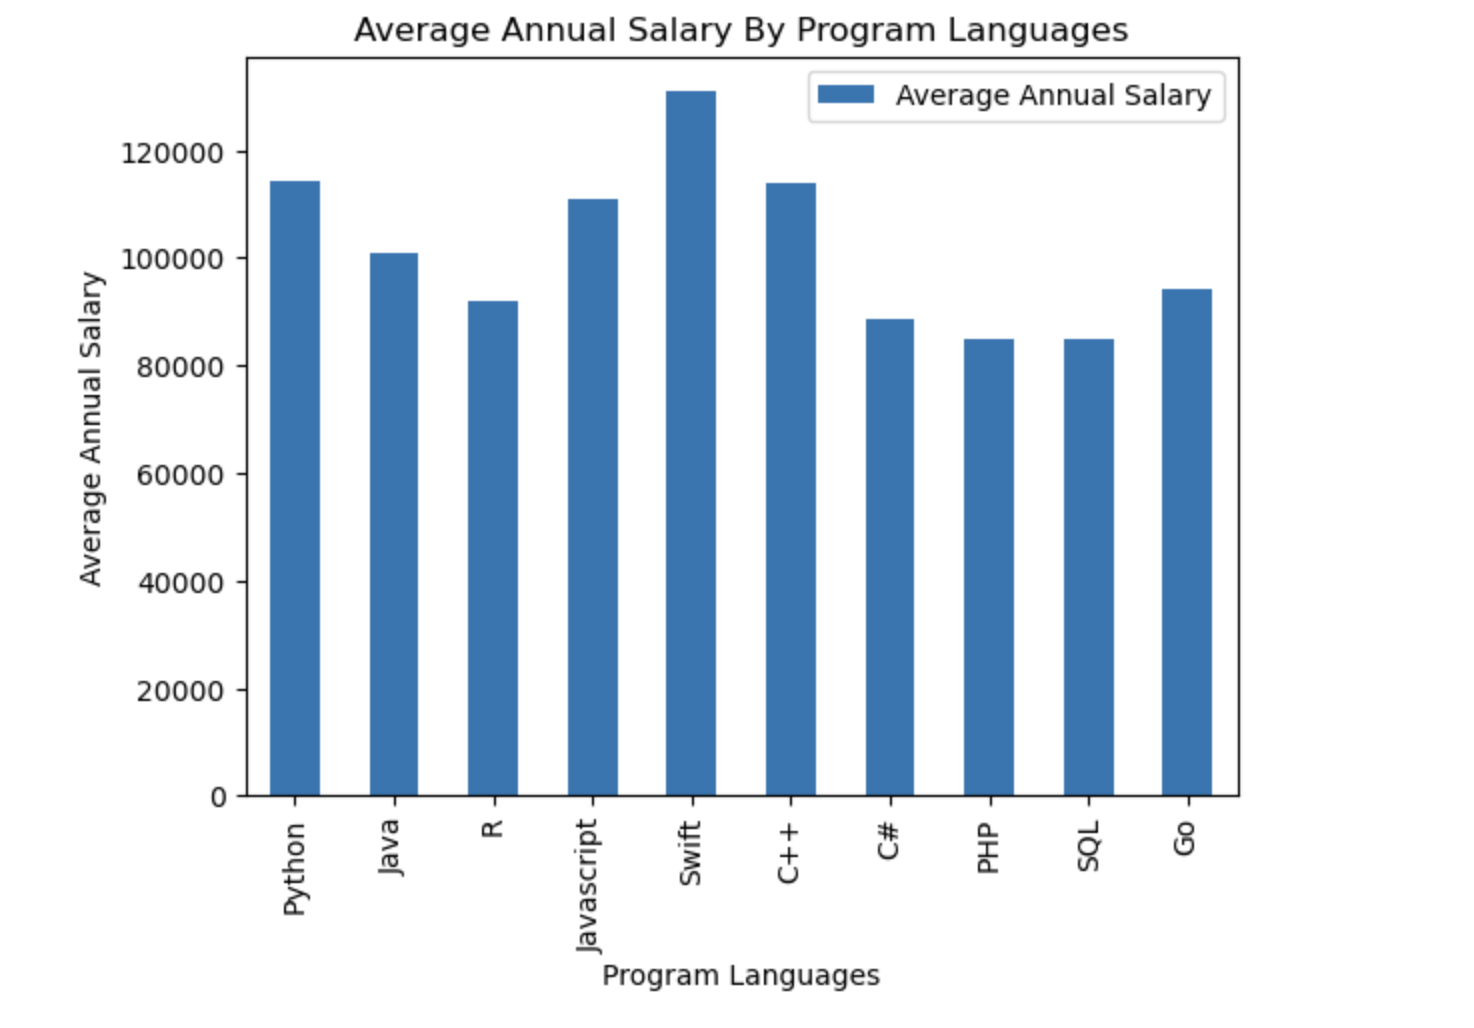 Average Annual Salary By Program Languages
Average Annual Salary
120000
100000
80000
60000
40000
20000
0
Average Annual Salary
Python
Java
R
Javascript
Swift
C++
C#
PHP
SQL
Go
Program Languages